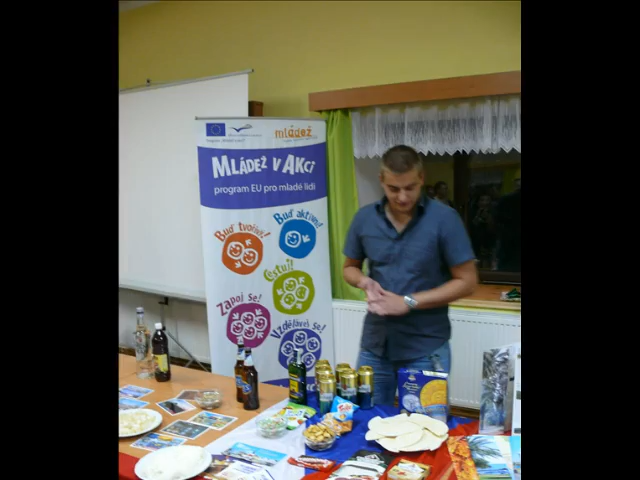 mládež
MLÁDEŽ V AKCI
program EU pro mladé lidi
Buď tvořivý!
Buď aktivní!
Cestuj!
Zapoj se!
Vzdělávej se!